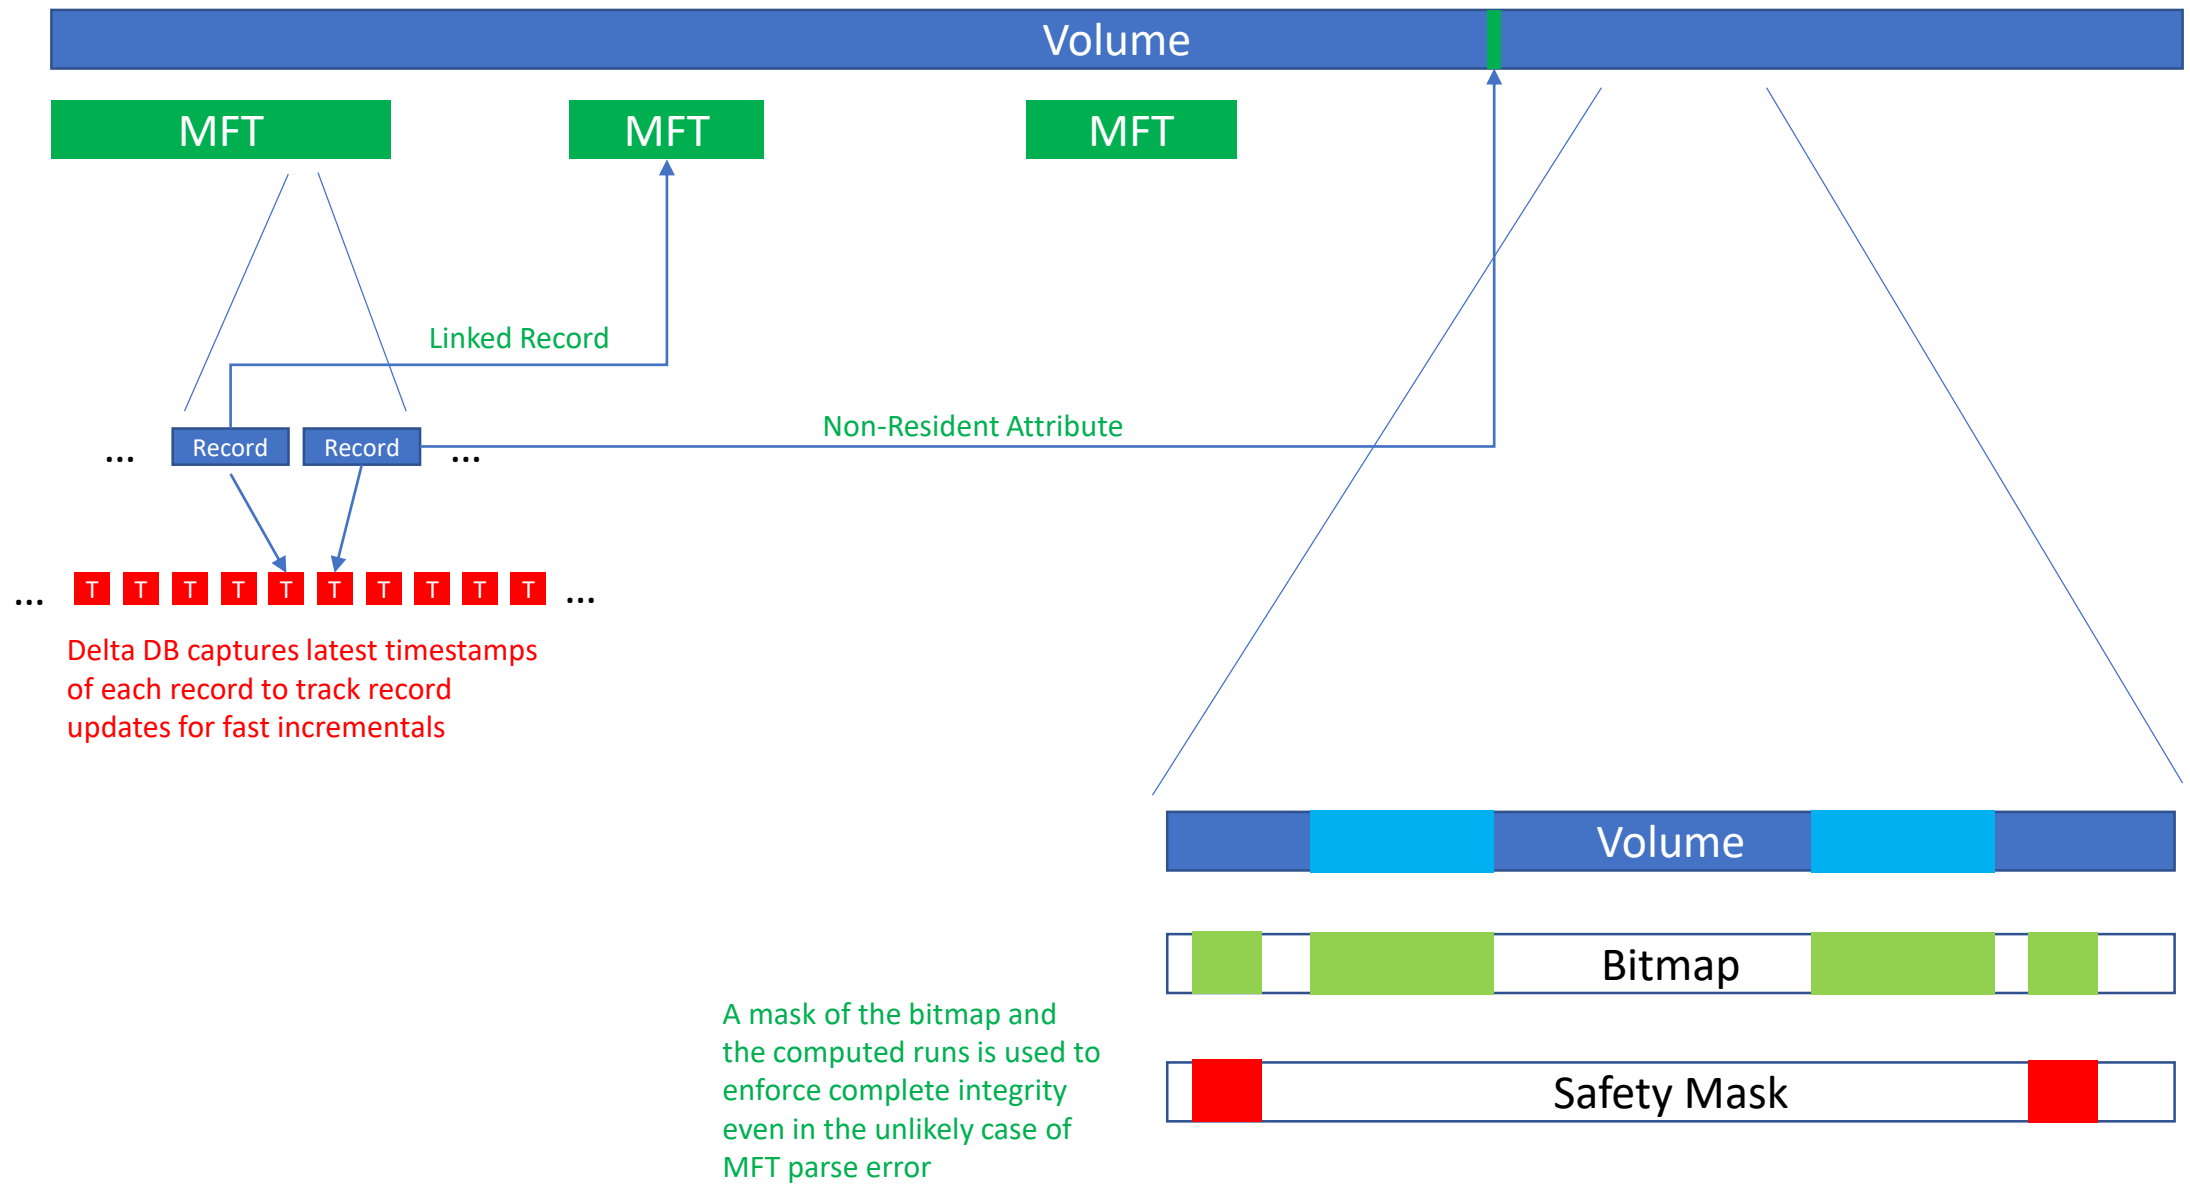 Volume
MFT
MFT
MFT
Linked Record
Non-Resident Attribute
... Record Record ...
... T T T T T T T T T T ...
Delta DB captures latest timestamps
of each record to track record
updates for fast incrementals
Volume
Bitmap
A mask of the bitmap and
the computed runs is used to
enforce complete integrity
even in the unlikely case of
MFT parse error
Safety Mask